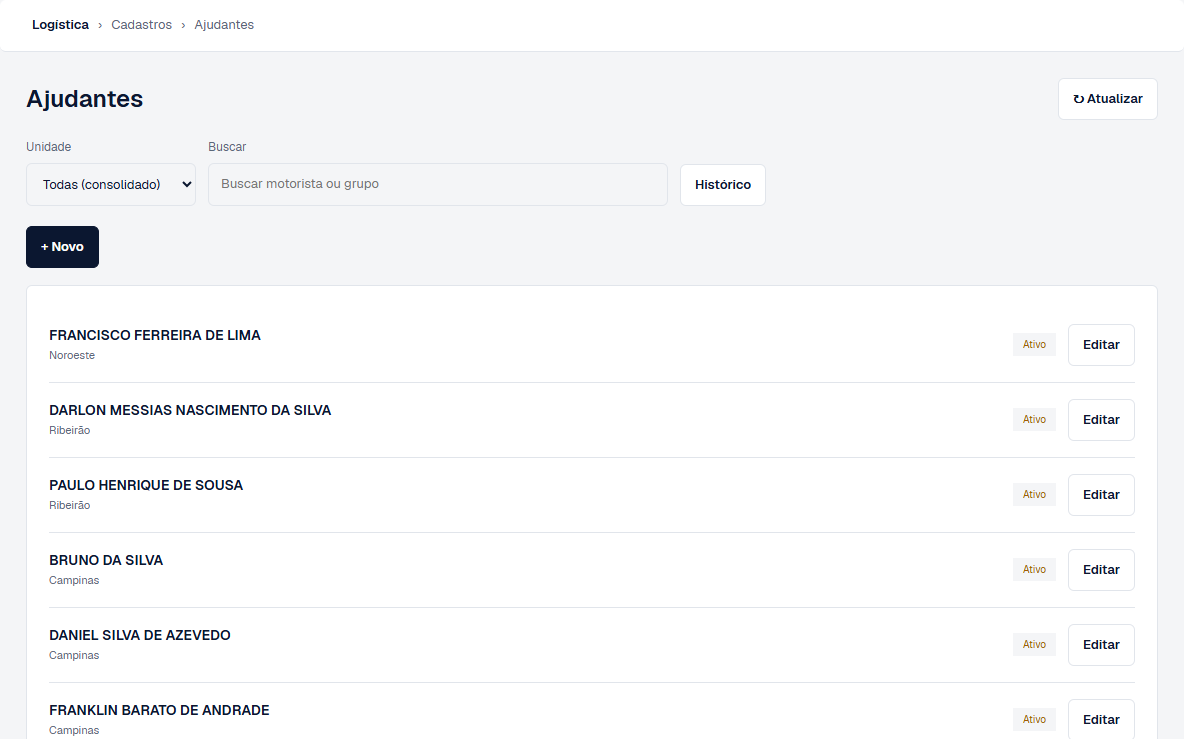 Logística › Cadastros › Ajudantes
Ajudantes
↻ Atualizar
Unidade
Buscar
Todas (consolidado)
Buscar motorista ou grupo
Histórico
+ Novo
FRANCISCO FERREIRA DE LIMA
Noroeste
Ativo
Editar
DARLON MESSIAS NASCIMENTO DA SILVA
Ribeirão
Ativo
Editar
PAULO HENRIQUE DE SOUSA
Ribeirão
Ativo
Editar
BRUNO DA SILVA
Campinas
Ativo
Editar
DANIEL SILVA DE AZEVEDO
Campinas
Ativo
Editar
FRANKLIN BARATO DE ANDRADE
Campinas
Ativo
Editar